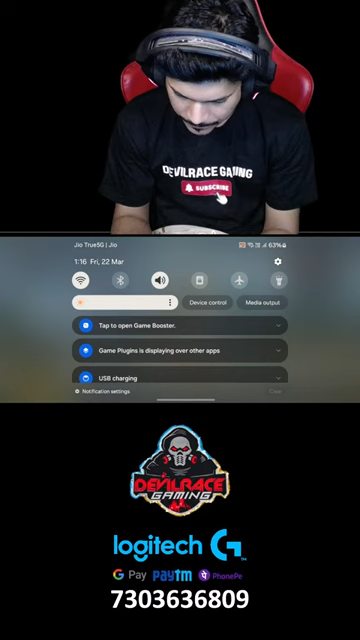 DEVILRACE GAMING
SUBSCRIBE
Jio True5G | Jio
63%
1:16 Fri, 22 Mar
Device control
Media output
Tap to open Game Booster.
Game Plugins is displaying over other apps
USB charging
Notification settings
Clear
DEVILRACE
GAMING
logitech G
G Pay paytm PhonePe
7303636809